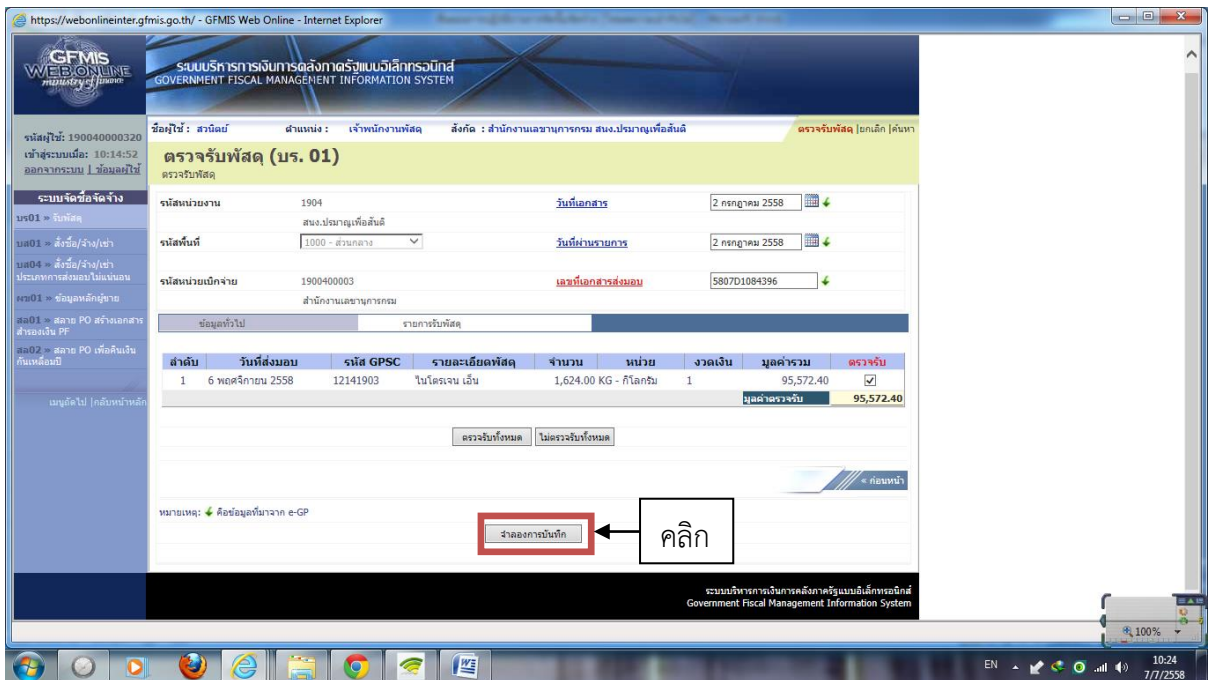 https://webonlineinter.gfmis.go.th/ - GFMIS Web Online - Internet Explorer
GFMIS
WEB ONLINE
ministry of finance
ระบบบริหารการเงินการคลังภาครัฐแบบอิเล็กทรอนิกส์
GOVERNMENT FISCAL MANAGEMENT INFORMATION SYSTEM
รหัสผู้ใช้: 190040000320
เข้าสู่ระบบเมื่อ: 10:14:52
ออกจากระบบ | ข้อมูลผู้ใช้
ชื่อผู้ใช้ : สวนิตย์ ตำแหน่ง : เจ้าพนักงานพัสดุ สังกัด : สำนักงานเลขานุการกรม สนง.ปรมาณูเพื่อสันติ
ตรวจรับพัสดุ |ยกเลิก |ค้นหา
ตรวจรับพัสดุ (บร. 01)
ตรวจรับพัสดุ
ระบบจัดซื้อจัดจ้าง
บร01 » รับพัสดุ
บส01 » สั่งซื้อ/จ้าง/เช่า
บส04 » สั่งซื้อ/จ้าง/เช่า
ประเภทการส่งมอบไม่แน่นอน
ผข01 » ข้อมูลหลักผู้ขาย
สล01 » สลาย PO สร้างเอกสาร
สำรองเงิน PF
สล02 » สลาย PO เพื่อคืนเงิน
กันเหลื่อมปี
เมนูถัดไป |กลับหน้าหลัก
รหัสหน่วยงาน 1904 วันที่เอกสาร 2 กรกฎาคม 2558
สนง.ปรมาณูเพื่อสันติ
รหัสพื้นที่ 1000 - ส่วนกลาง วันที่ผ่านรายการ 2 กรกฎาคม 2558
รหัสหน่วยเบิกจ่าย 1900400003 เลขที่เอกสารส่งมอบ 5807D1084396
สำนักงานเลขานุการกรม
ข้อมูลทั่วไป รายการรับพัสดุ
ลำดับ วันที่ส่งมอบ รหัส GPSC รายละเอียดพัสดุ จำนวน หน่วย งวดเงิน มูลค่ารวม ตรวจรับ
1 6 พฤศจิกายน 2558 12141903 ไนโตรเจน เอ็น 1,624.00 KG - กิโลกรัม 1 95,572.40
มูลค่าตรวจรับ 95,572.40
ตรวจรับทั้งหมด ไม่ตรวจรับทั้งหมด
« ก่อนหน้า
หมายเหตุ: คือข้อมูลที่มาจาก e-GP
จำลองการบันทึก
คลิก
ระบบบริหารการเงินการคลังภาครัฐแบบอิเล็กทรอนิกส์
Government Fiscal Management Information System
100%
EN
10:24
7/7/2558